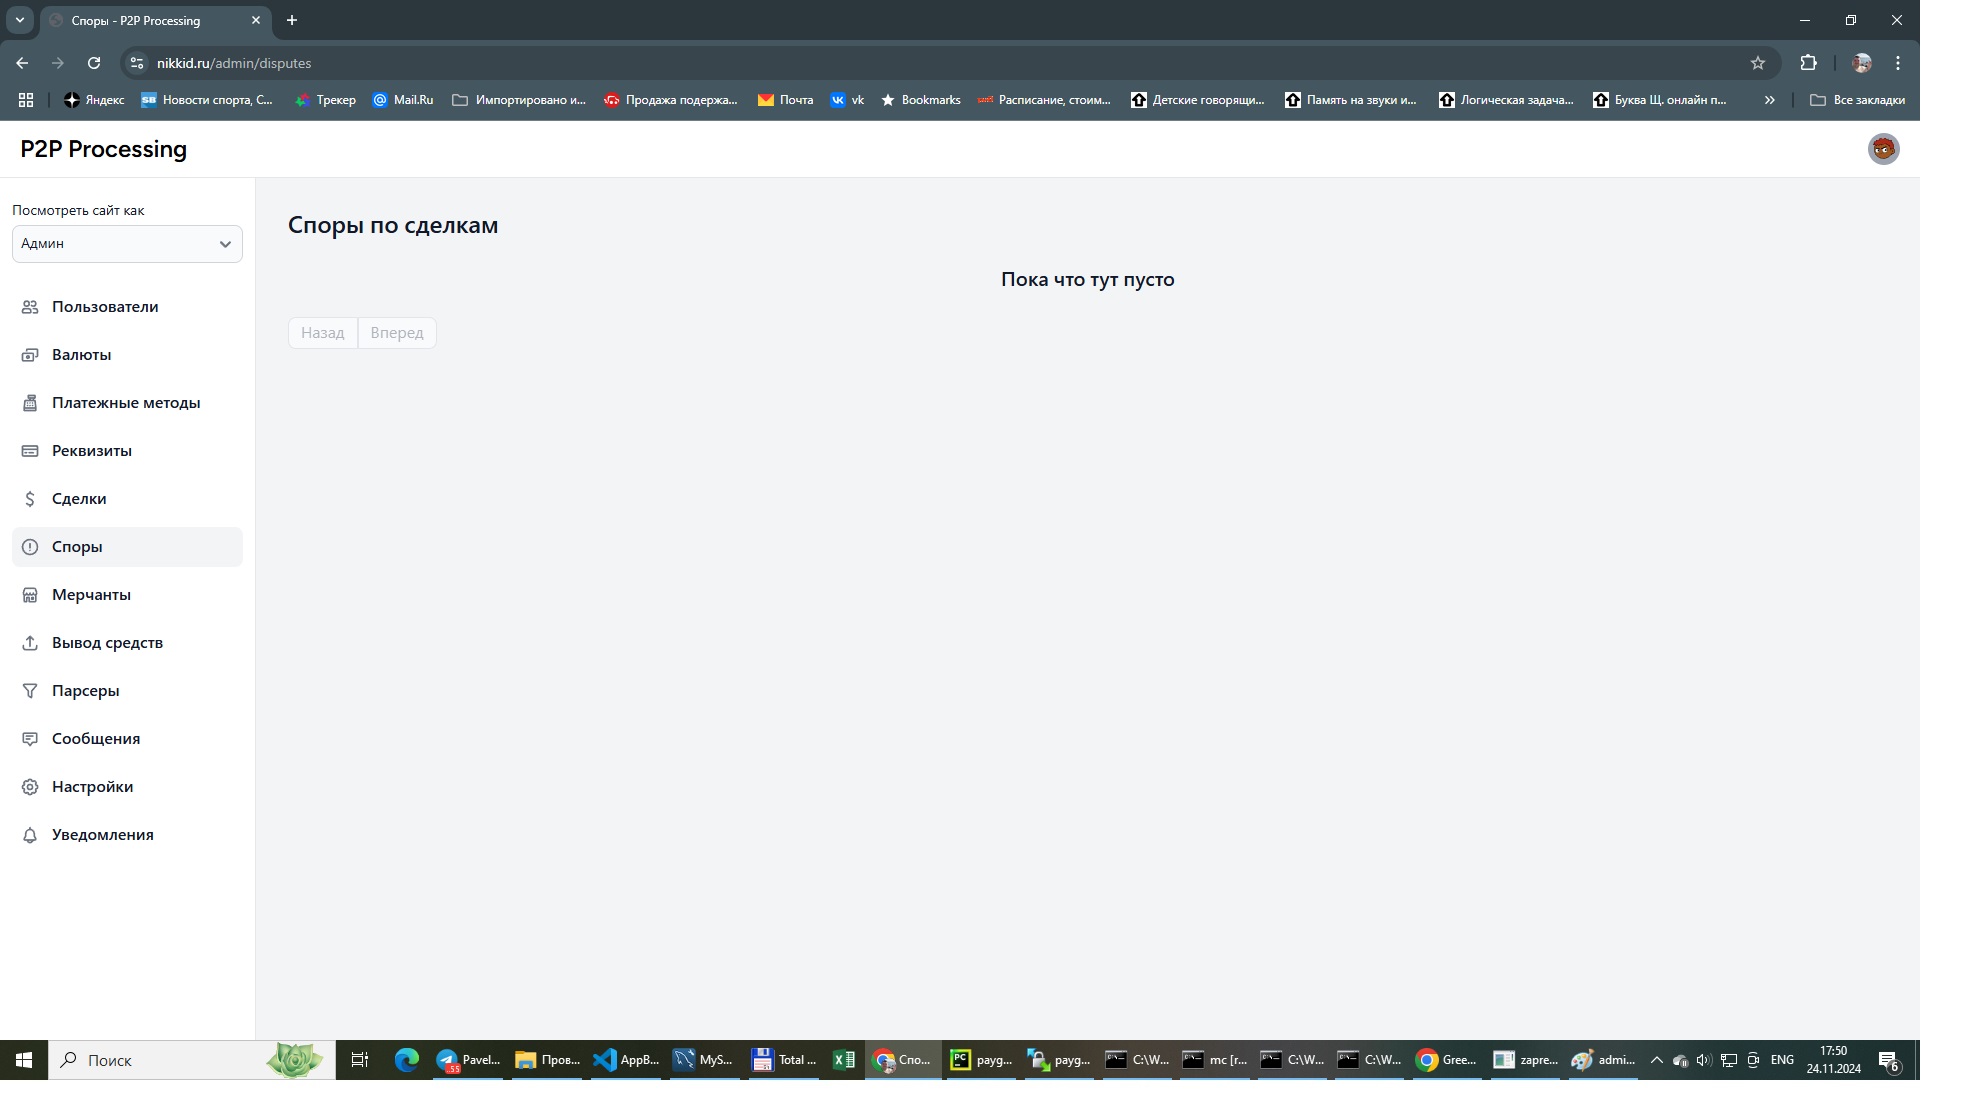 Споры - P2P Processing
nikkid.ru/admin/disputes
Яндекс
Новости спорта, С...
Трекер
Mail.Ru
Импортировано и...
Продажа подержа...
Почта
vk
Bookmarks
Расписание, стоим...
Детские говорящи...
Память на звуки и...
Логическая задача...
Буква Щ. онлайн п...
Все закладки
P2P Processing
Посмотреть сайт как
Админ
Пользователи
Валюты
Платежные методы
Реквизиты
Сделки
Споры
Мерчанты
Вывод средств
Парсеры
Сообщения
Настройки
Уведомления
Споры по сделкам
Пока что тут пусто
Назад
Вперед
Поиск
Pavel...
Пров...
AppB...
MyS...
Total ...
Спо...
payg...
payg...
C:\W...
mc [r...
C:\W...
C:\W...
Gree...
zapre...
admi...
ENG
17:50
24.11.2024
6